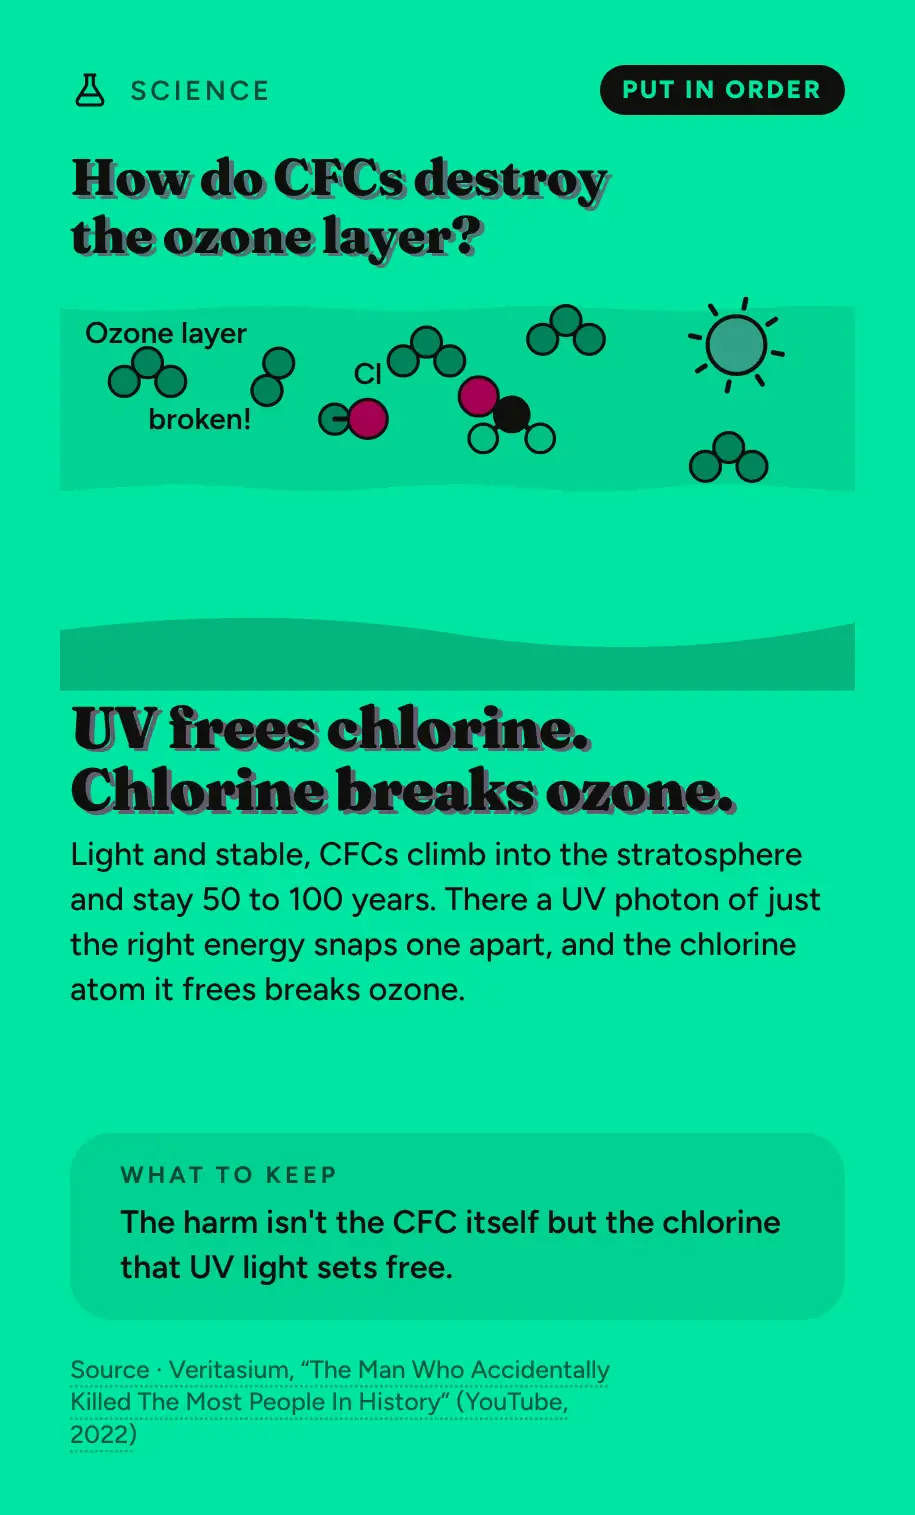 SCIENCE
PUT IN ORDER
How do CFCs destroy
the ozone layer?
Ozone layer
Cl
broken!
UV frees chlorine.
Chlorine breaks ozone.
Light and stable, CFCs climb into the stratosphere
and stay 50 to 100 years. There a UV photon of just
the right energy snaps one apart, and the chlorine
atom it frees breaks ozone.
WHAT TO KEEP
The harm isn't the CFC itself but the chlorine
that UV light sets free.
Source · Veritasium, “The Man Who Accidentally
Killed The Most People In History” (YouTube,
2022)